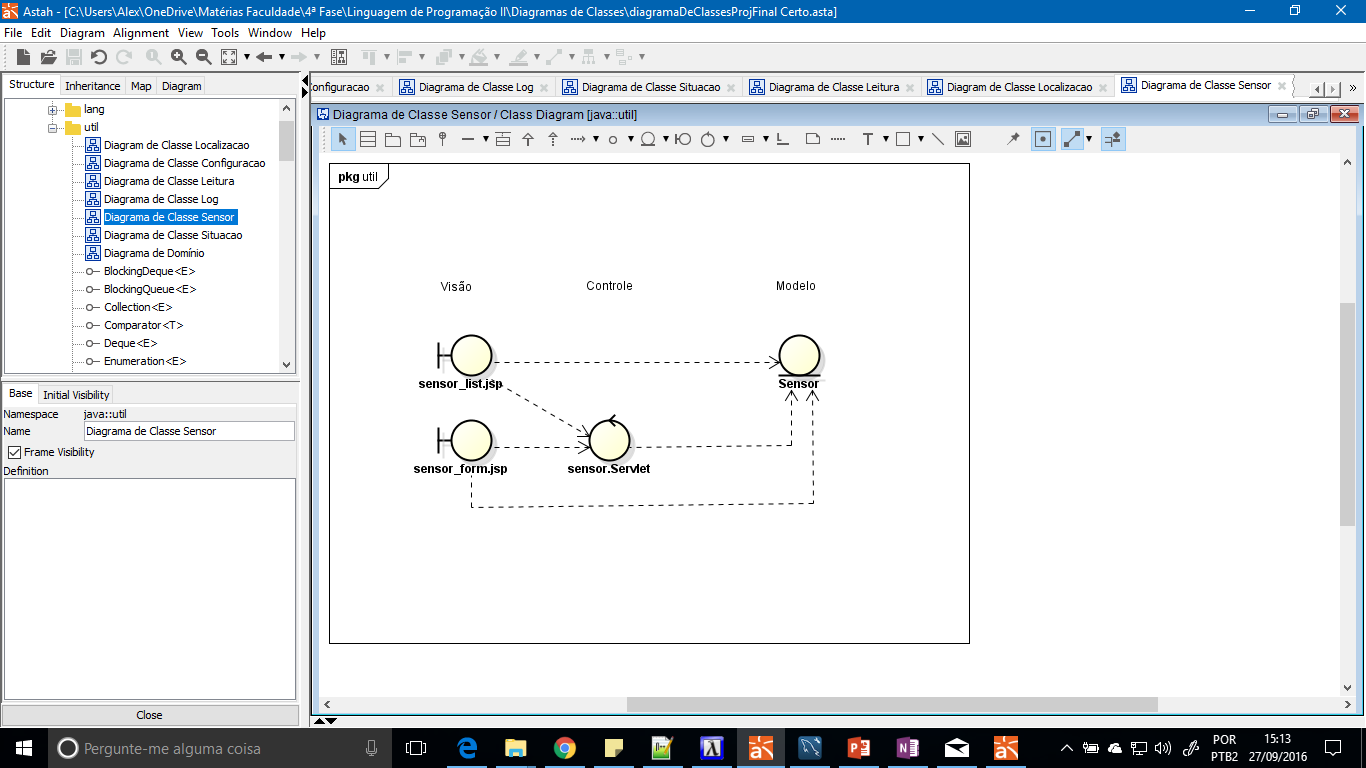 Astah - [C:\Users\Alex\OneDrive\Matérias Faculdade\4ª Fase\Linguagem de Programação II\Diagramas de Classes\diagramaDeClassesProjFinal Certo.asta]
File Edit Diagram Alignment View Tools Window Help
Structure Inheritance Map Diagram
onfiguracao Diagrama de Classe Log Diagrama de Classe Situacao Diagrama de Classe Leitura Diagram de Classe Localizacao Diagrama de Classe Sensor
Diagrama de Classe Sensor / Class Diagram [java::util]
lang
util
Diagram de Classe Localizacao
Diagrama de Classe Configuracao
Diagrama de Classe Leitura
Diagrama de Classe Log
Diagrama de Classe Sensor
Diagrama de Classe Situacao
Diagrama de Domínio
BlockingDeque<E>
BlockingQueue<E>
Collection<E>
Comparator<T>
Deque<E>
Enumeration<E>
Base Initial Visibility
Namespace java::util
Name Diagrama de Classe Sensor
Frame Visibility
Definition
Close
T
pkg util
Visão Controle Modelo
sensor_list.jsp Sensor
sensor_form.jsp sensor.Servlet
Pergunte-me alguma coisa
POR
PTB2
15:13
27/09/2016